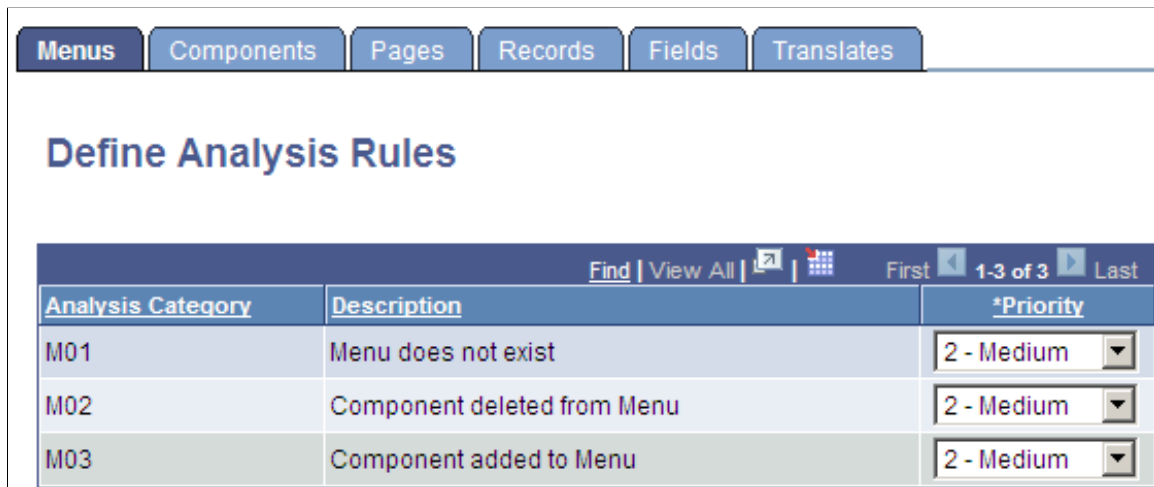 Menus Components Pages Records Fields Translates
Define Analysis Rules
Find | View All | | First 1-3 of 3 Last
Analysis Category Description *Priority
M01 Menu does not exist 2 - Medium
M02 Component deleted from Menu 2 - Medium
M03 Component added to Menu 2 - Medium